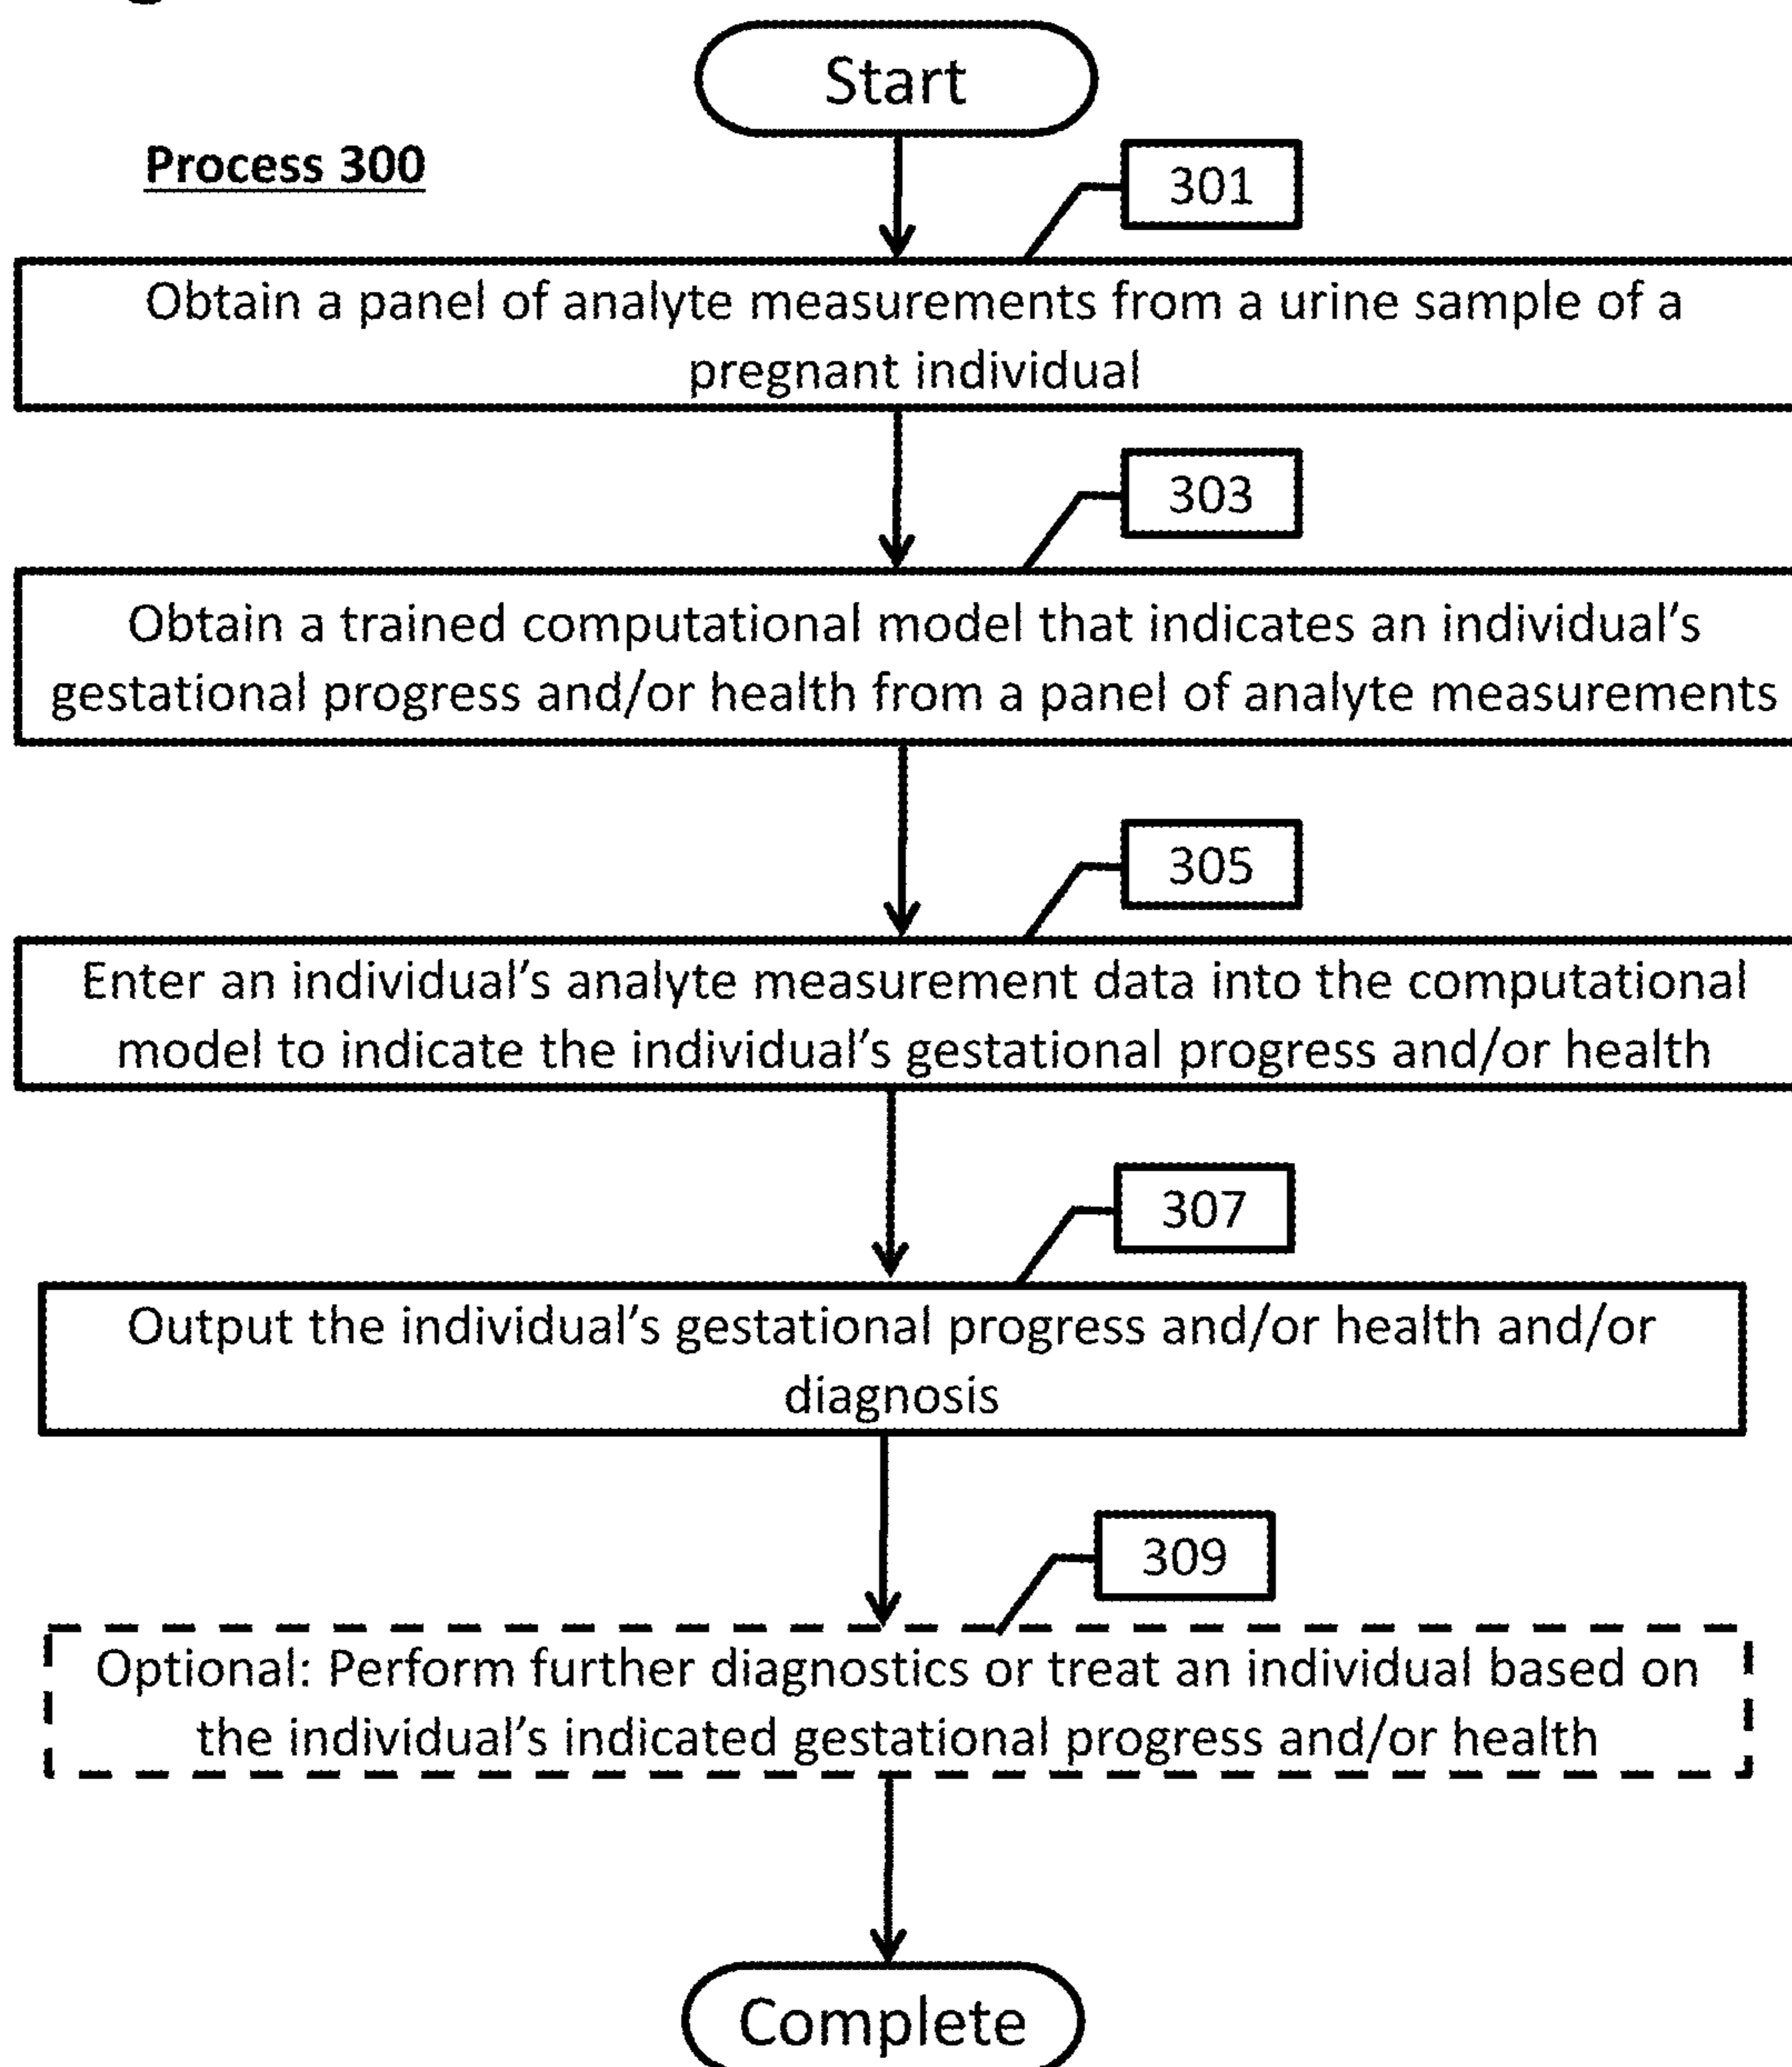 Start
Process 300
301
Obtain a panel of analyte measurements from a urine sample of a
pregnant individual
303
Obtain a trained computational model that indicates an individual's
gestational progress and/or health from a panel of analyte measurements
305
Enter an individual's analyte measurement data into the computational
model to indicate the individual's gestational progress and/or health
307
Output the individual's gestational progress and/or health and/or
diagnosis
309
Optional: Perform further diagnostics or treat an individual based on
the individual's indicated gestational progress and/or health
Complete